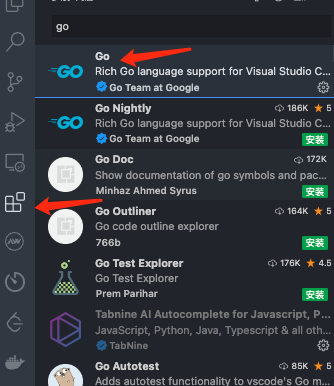 go
Go
Rich Go language support for Visual Studio C...
Go Team at Google
Go Nightly 186K 5
Rich Go language support for Visual Studio C...
Go Team at Google 安装
Go Doc 172K
Show documentation of go symbols and pac...
Minhaz Ahmed Syrus 安装
Go Outliner 164K 5
Go code outline explorer
766b 安装
Go Test Explorer 176K 4.5
Go Test Explorer
Prem Parihar 安装
Tabnine AI Autocomplete for Javascript, P...
JavaScript, Python, Java, Typescript & all oth...
TabNine
Go Autotest 85K 5
Adds autotest functionality to vscode's Go m...